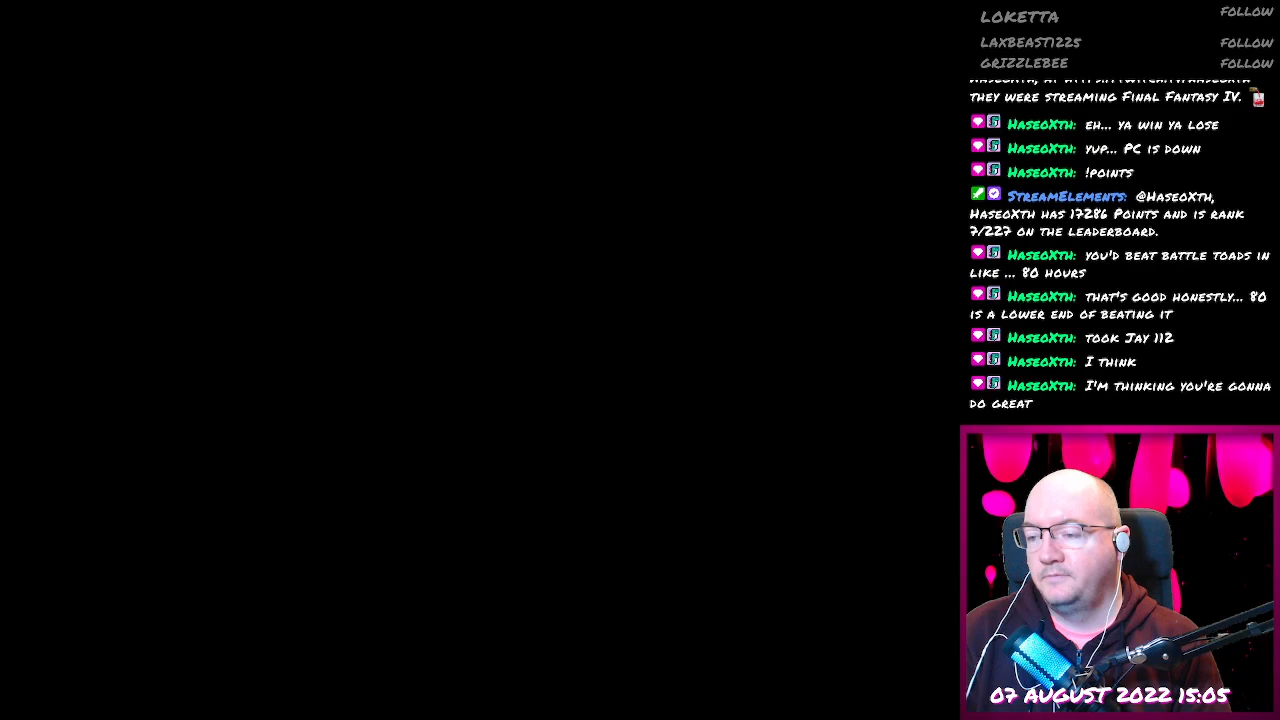 LOKETTA FOLLOW
LAXBEAST1225 FOLLOW
GRIZZLEBEE FOLLOW
THEY WERE STREAMING FINAL FANTASY IV.
HASEOXTH: EH... YA WIN YA LOSE
HASEOXTH: YUP... PC IS DOWN
HASEOXTH: !POINTS
STREAMELEMENTS: @HASEOXTH,
HASEOXTH HAS 17286 POINTS AND IS RANK
7/227 ON THE LEADERBOARD.
HASEOXTH: YOU'D BEAT BATTLE TOADS IN
LIKE ... 80 HOURS
HASEOXTH: THAT'S GOOD HONESTLY... 80
IS A LOWER END OF BEATING IT
HASEOXTH: TOOK JAY 112
HASEOXTH: I THINK
HASEOXTH: I'M THINKING YOU'RE GONNA
DO GREAT
07 AUGUST 2022 15:05